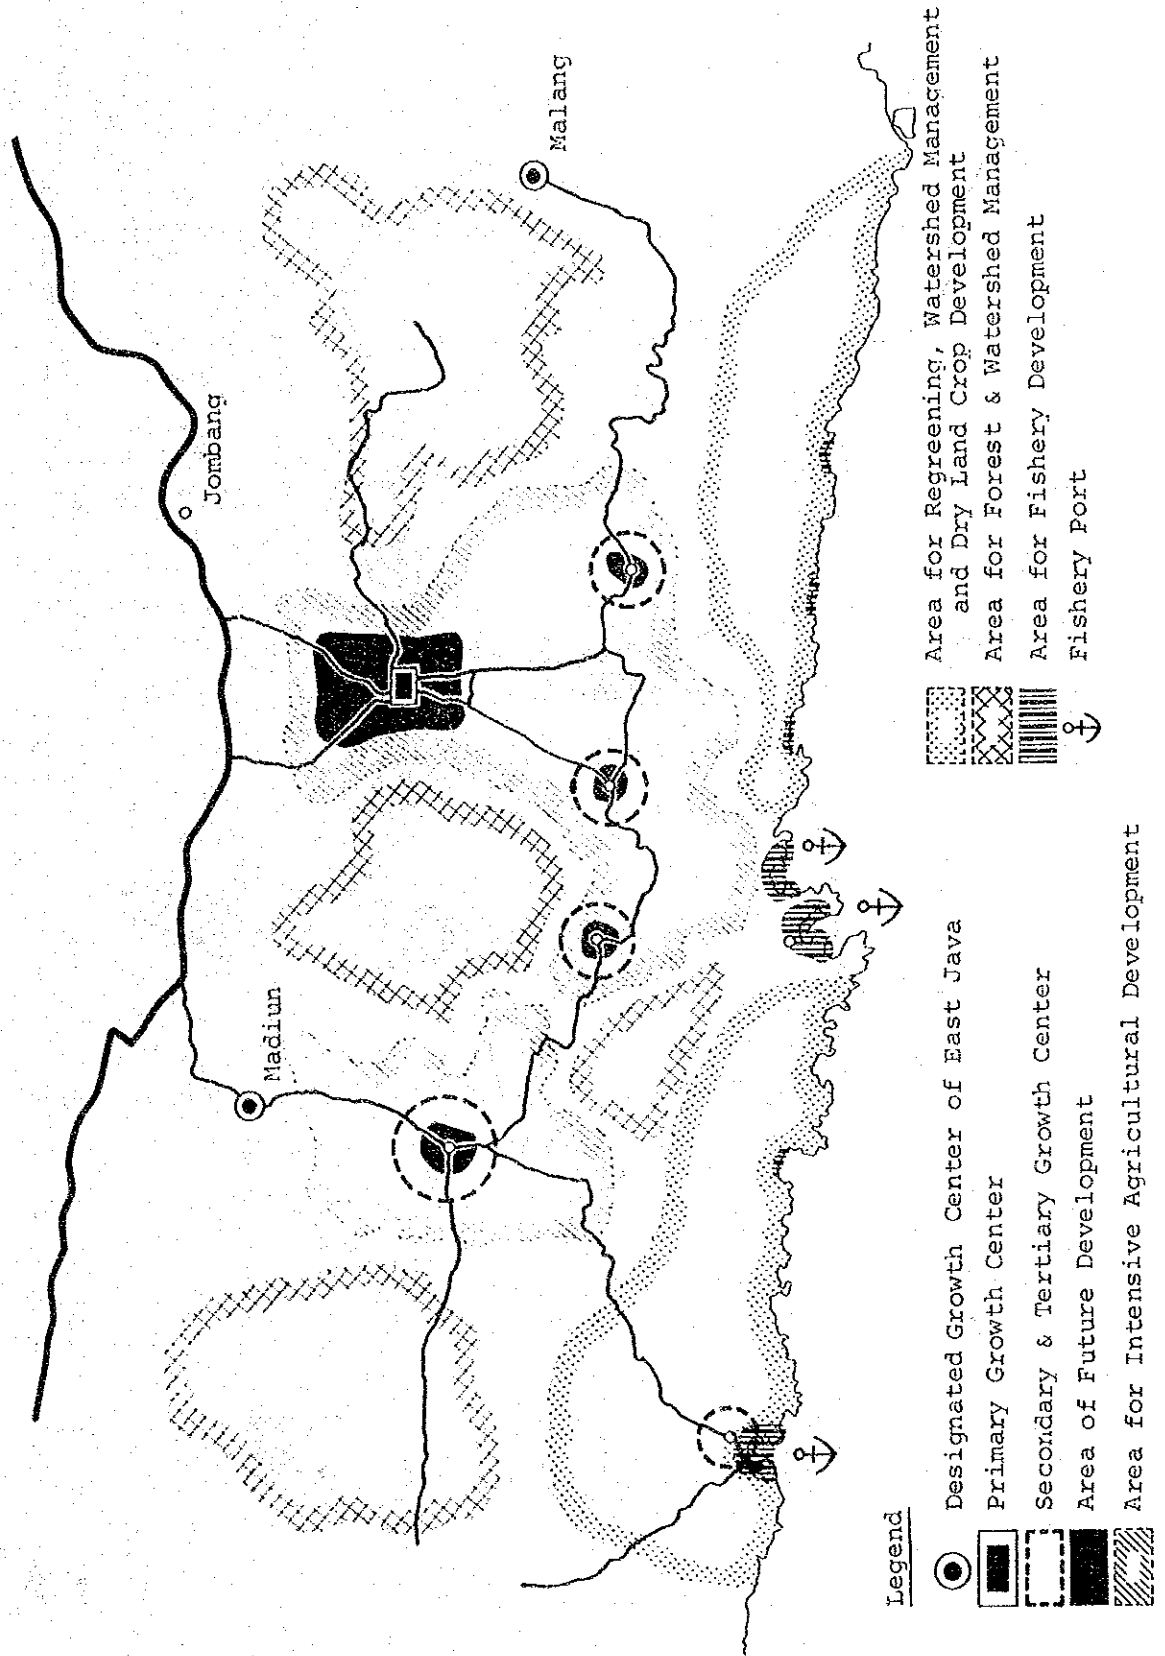 Jombang
Malang
Madiun
Legend
Designated Growth Center of East Java
Primary Growth Center
Secondary & Tertiary Growth Center
Area of Future Development
Area for Intensive Agricultural Development
Area for Regreening, Watershed Management
and Dry Land Crop Development
Area for Forest & Watershed Management
Area for Fishery Development
Fishery Port